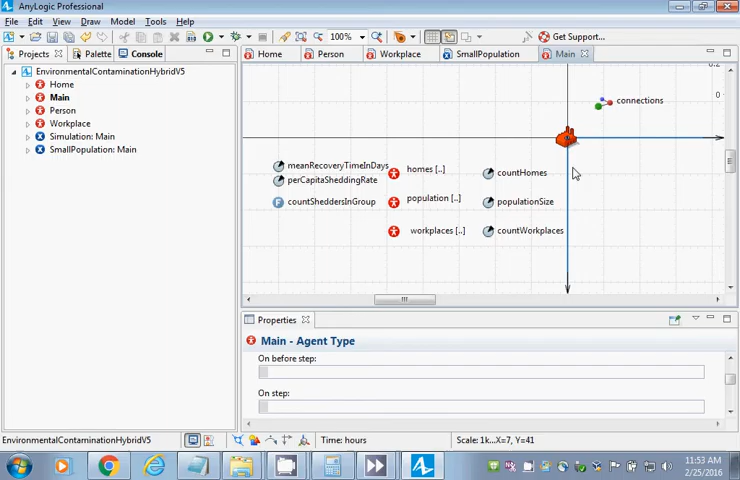 AnyLogic Professional
File Edit View Draw Model Tools Help
100% Get Support...
Projects Palette Console
Home Person Workplace SmallPopulation Main
EnvironmentalContaminationHybridV5
Home
Main
Person
Workplace
Simulation: Main
SmallPopulation: Main
0.2
0
connections
meanRecoveryTimeInDays
perCapitaSheddingRate
countSheddersInGroup
homes [..]
population [..]
workplaces [..]
countHomes
populationSize
countWorkplaces
Properties
Main - Agent Type
On before step:
On step:
EnvironmentalContaminationHybridV5
Time: hours
Scale: 1k...X=7, Y=41
11:53 AM
2/25/2016